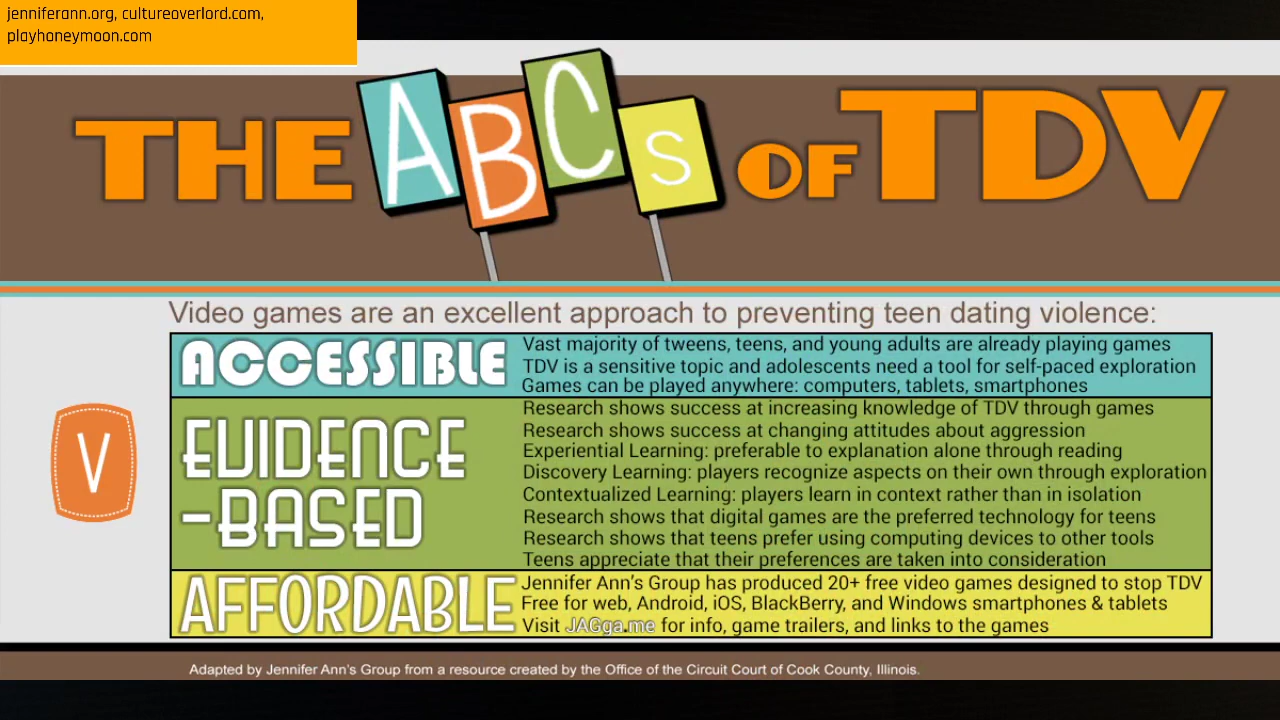 jenniferann.org, cultureoverlord.com,
playhoneymoon.com
THE ABCs OF TDV
Video games are an excellent approach to preventing teen dating violence:
ACCESSIBLE
Vast majority of tweens, teens, and young adults are already playing games
TDV is a sensitive topic and adolescents need a tool for self-paced exploration
Games can be played anywhere: computers, tablets, smartphones
V
EVIDENCE
-BASED
Research shows success at increasing knowledge of TDV through games
Research shows success at changing attitudes about aggression
Experiential Learning: preferable to explanation alone through reading
Discovery Learning: players recognize aspects on their own through exploration
Contextualized Learning: players learn in context rather than in isolation
Research shows that digital games are the preferred technology for teens
Research shows that teens prefer using computing devices to other tools
Teens appreciate that their preferences are taken into consideration
AFFORDABLE
Jennifer Ann's Group has produced 20+ free video games designed to stop TDV
Free for web, Android, iOS, BlackBerry, and Windows smartphones & tablets
Visit JAGga.me for info, game trailers, and links to the games
Adapted by Jennifer Ann's Group from a resource created by the Office of the Circuit Court of Cook County, Illinois.